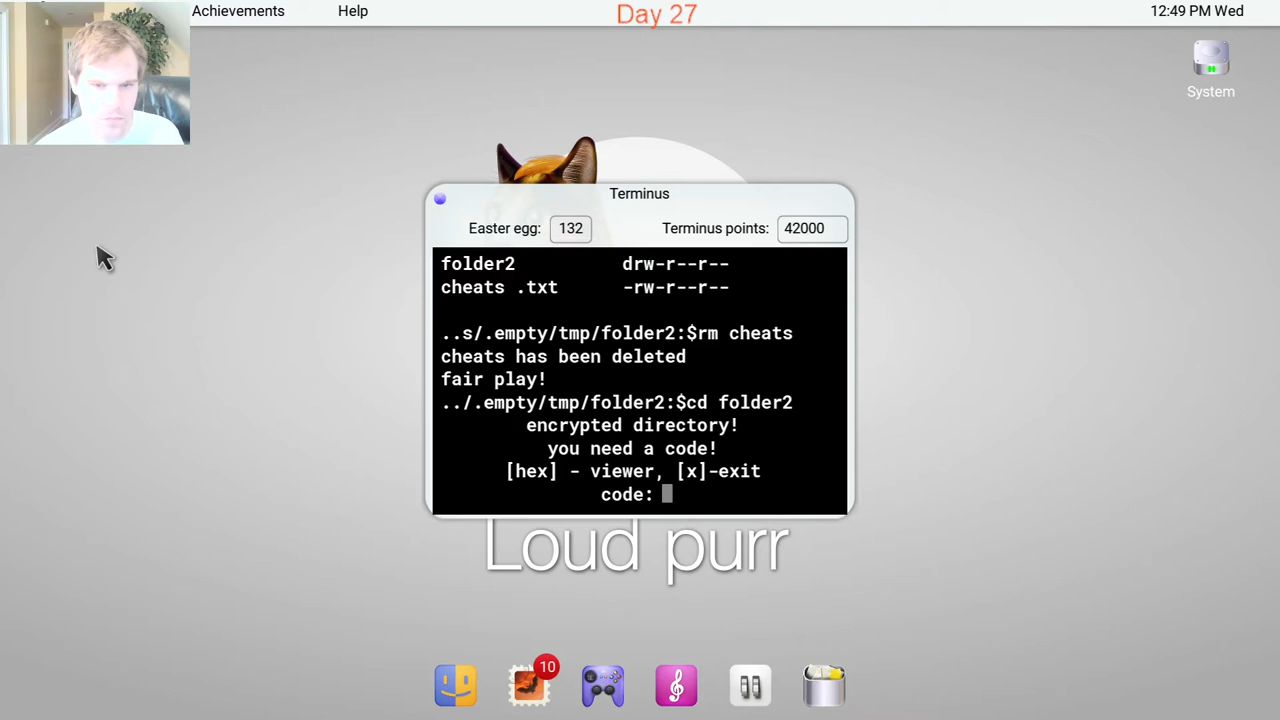 Achievements Help Day 27 12:49 PM Wed
System
Terminus
Easter egg: 132 Terminus points: 42000
folder2 drw-r--r--
cheats .txt -rw-r--r--
..s/.empty/tmp/folder2:$rm cheats
cheats has been deleted
fair play!
../.empty/tmp/folder2:$cd folder2
encrypted directory!
you need a code!
[hex] - viewer, [x]-exit
code:
Loud purr
10